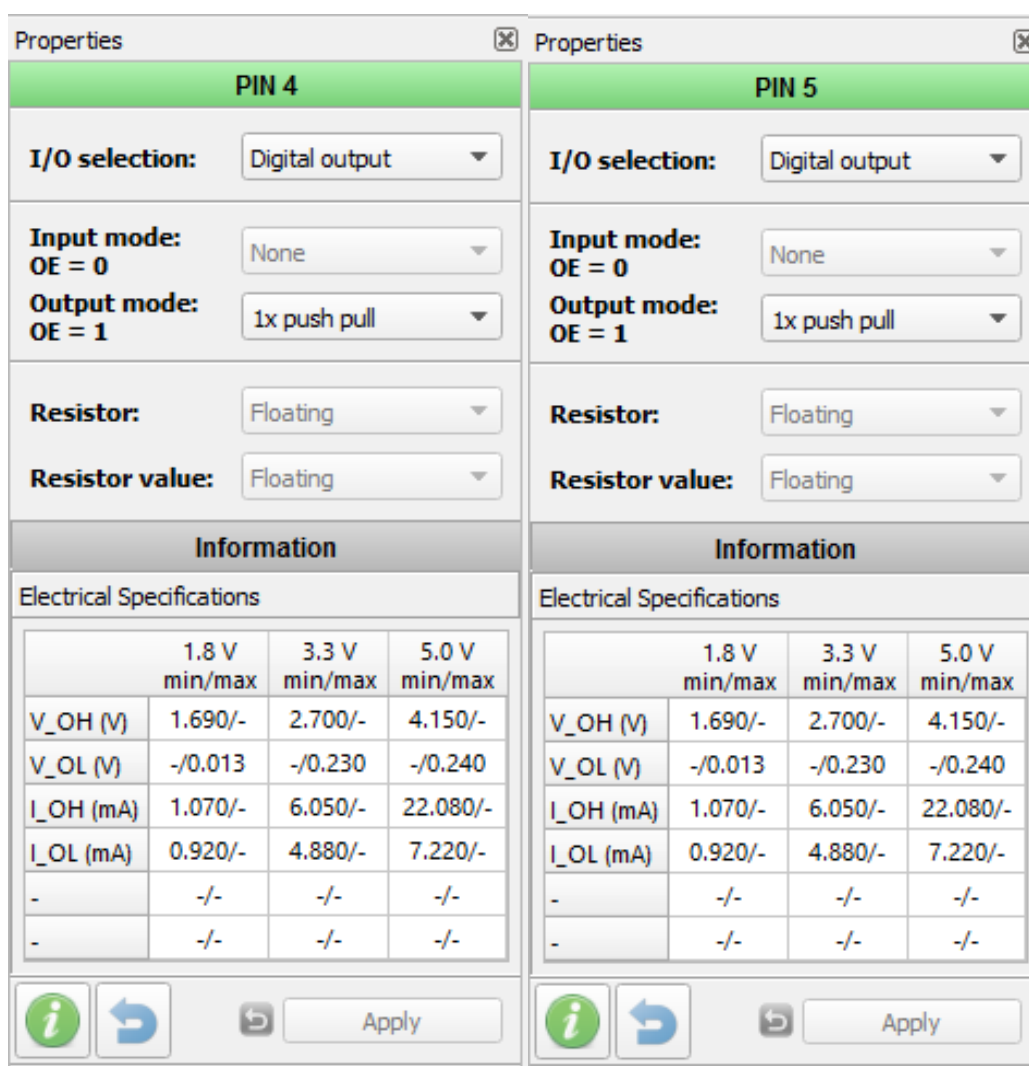 Properties
PIN 4
I/O selection: Digital output
Input mode:
OE = 0 None
Output mode:
OE = 1 1x push pull
Resistor: Floating
Resistor value: Floating
Information
Electrical Specifications
1.8 V 3.3 V 5.0 V
min/max min/max min/max
V_OH (V) 1.690/- 2.700/- 4.150/-
V_OL (V) -/0.013 -/0.230 -/0.240
I_OH (mA) 1.070/- 6.050/- 22.080/-
I_OL (mA) 0.920/- 4.880/- 7.220/-
- -/- -/- -/-
- -/- -/- -/-
i Apply
Properties
PIN 5
I/O selection: Digital output
Input mode:
OE = 0 None
Output mode:
OE = 1 1x push pull
Resistor: Floating
Resistor value: Floating
Information
Electrical Specifications
1.8 V 3.3 V 5.0 V
min/max min/max min/max
V_OH (V) 1.690/- 2.700/- 4.150/-
V_OL (V) -/0.013 -/0.230 -/0.240
I_OH (mA) 1.070/- 6.050/- 22.080/-
I_OL (mA) 0.920/- 4.880/- 7.220/-
- -/- -/- -/-
- -/- -/- -/-
i Apply